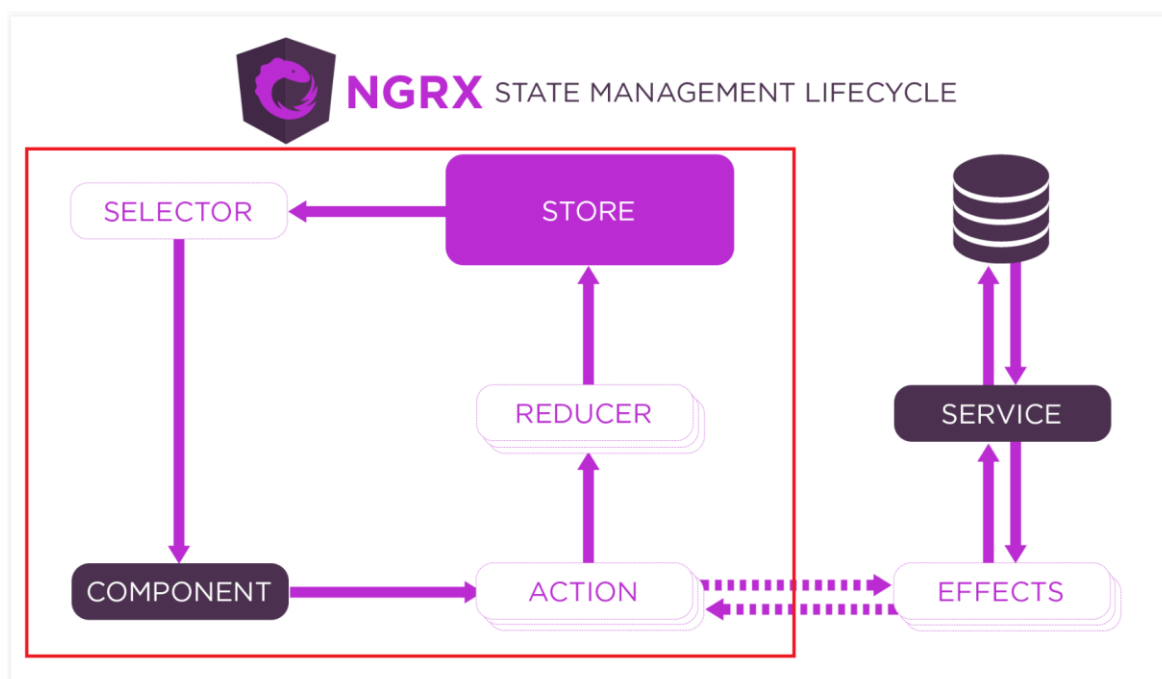 NGRX STATE MANAGEMENT LIFECYCLE
SELECTOR
STORE
REDUCER
SERVICE
COMPONENT
ACTION
EFFECTS